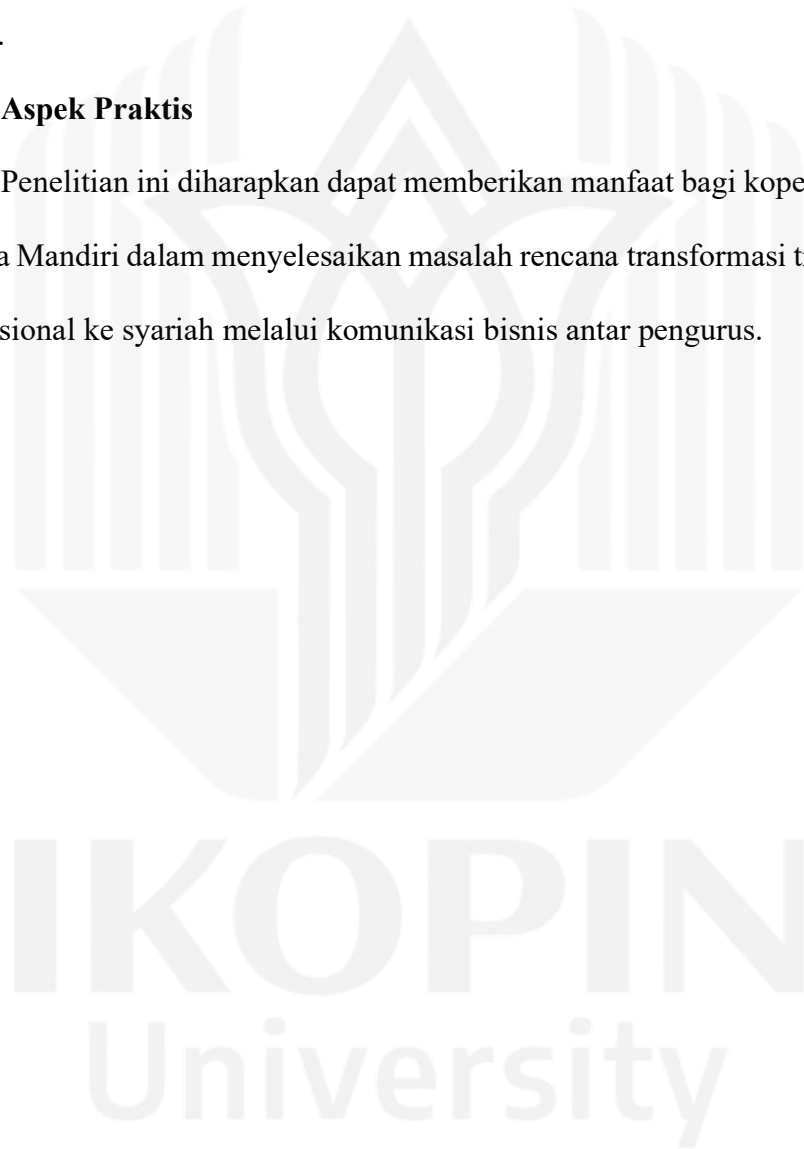 .
Aspek Praktis
Penelitian ini diharapkan dapat memberikan manfaat bagi kope
a Mandiri dalam menyelesaikan masalah rencana transformasi t
sional ke syariah melalui komunikasi bisnis antar pengurus.
IKOPIN
University